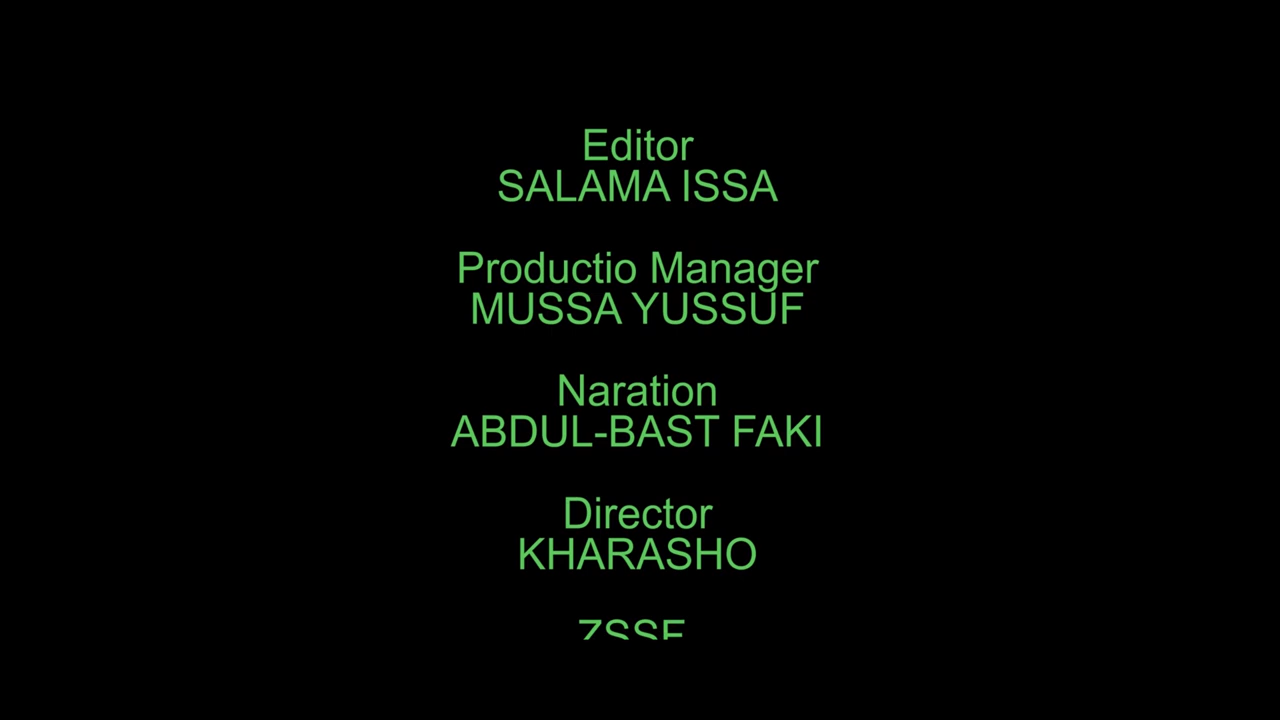 Editor
SALAMA ISSA
Productio Manager
MUSSA YUSSUF
Naration
ABDUL-BAST FAKI
Director
KHARASHO